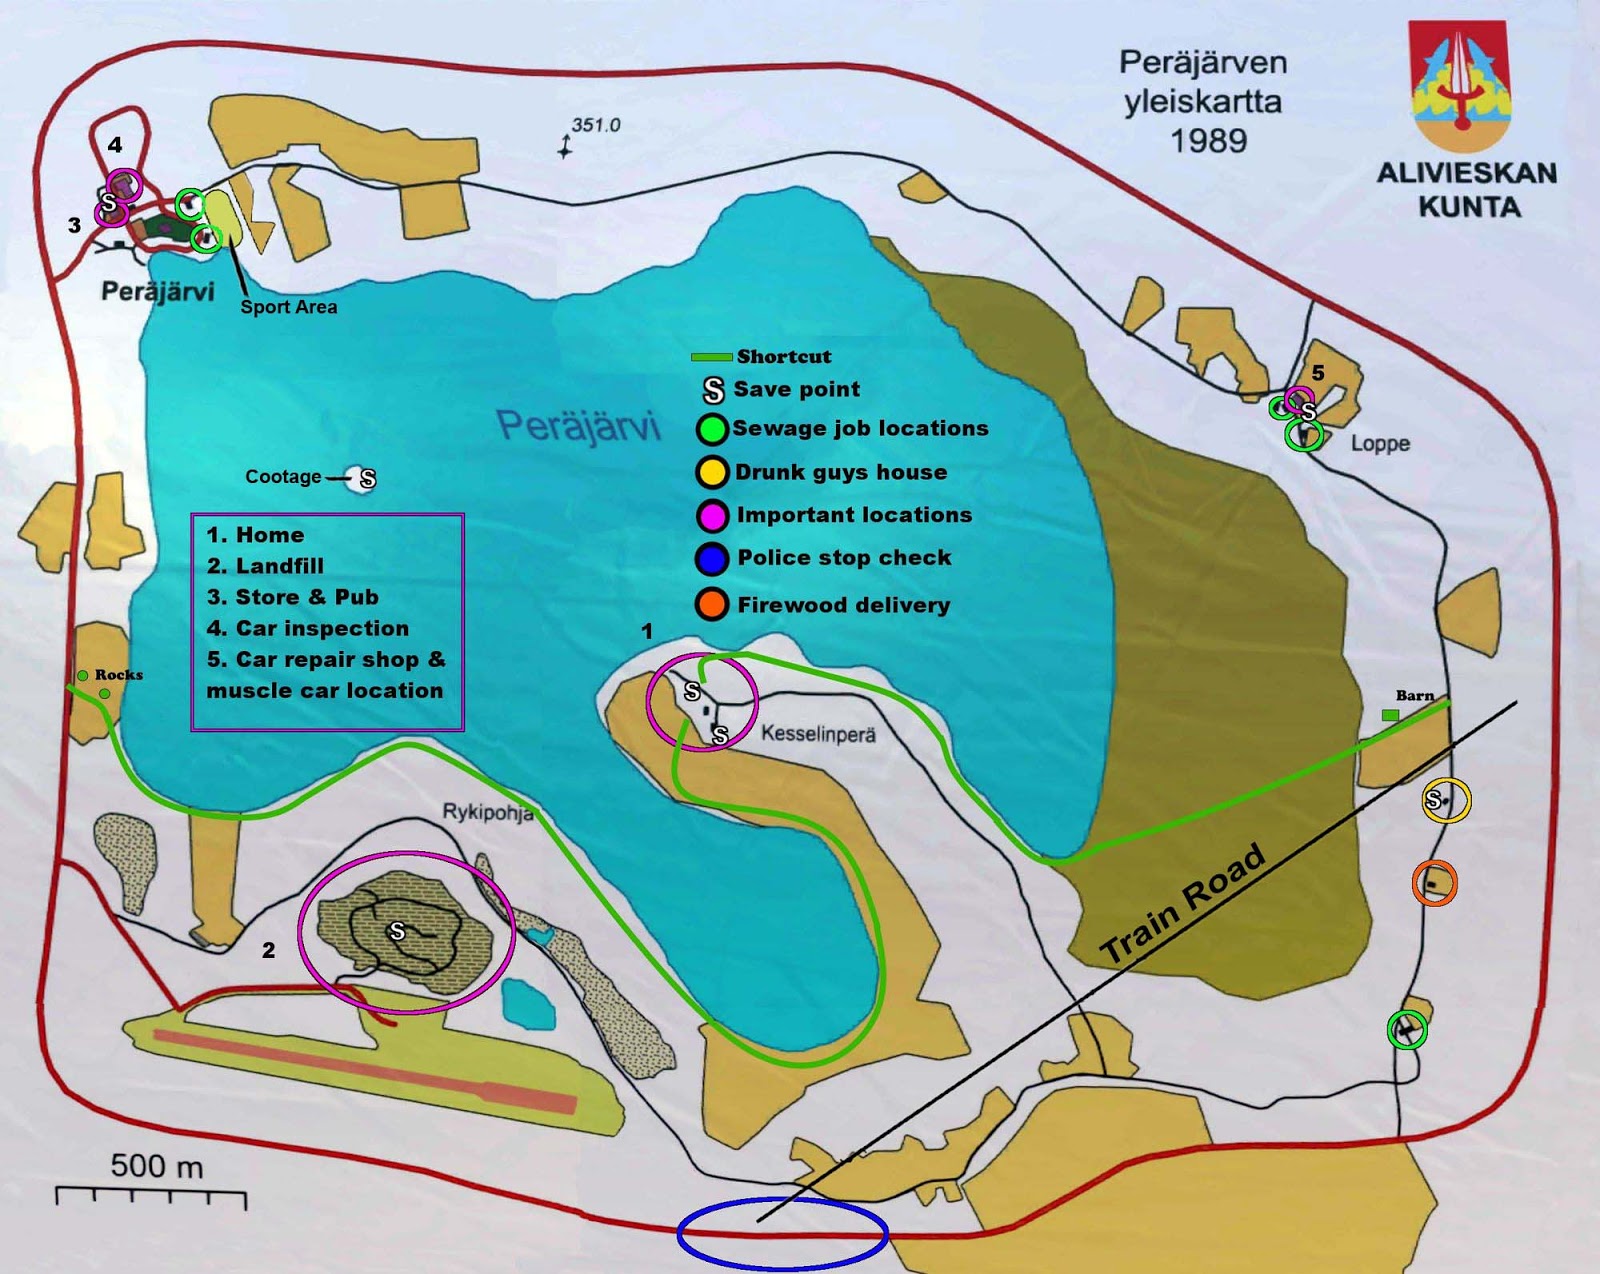 Peräjärven
yleiskartta
1989
ALIVIESKAN
KUNTA
351.0
4
S
3
Peräjärvi
Sport Area
5
S
Loppe
Shortcut
S Save point
Sewage job locations
Drunk guys house
Important locations
Police stop check
Firewood delivery
Peräjärvi
Cootage
S
1. Home
2. Landfill
3. Store & Pub
4. Car inspection
5. Car repair shop &
muscle car location
1
S
S
Kesselinperä
Rocks
Barn
S
Rykipohja
2
S
Train Road
500 m